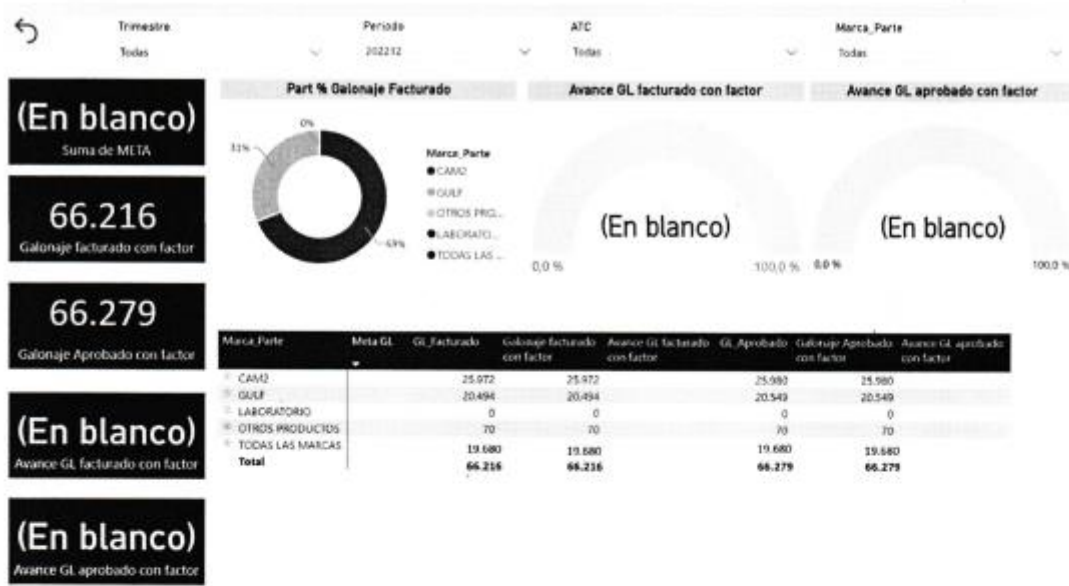 Trimestre Periodo ATC Marca_Parte
Todas 202212 Todas Todas
(En blanco)
Suma de META
66.216
Galonaje facturado con factor
66.279
Galonaje Aprobado con factor
(En blanco)
Avance GL facturado con factor
(En blanco)
Avance GL aprobado con factor
Part % Galonaje Facturado
0%
31%
69%
Marca_Parte
CAM2
GULF
OTROS PRO...
LABORATO...
TODAS LAS ...
Avance GL facturado con factor
(En blanco)
0,0 % 100,0 %
Avance GL aprobado con factor
(En blanco)
0,0 % 100,0 %
Marca_Parte Meta GL GL_Facturado Galonaje facturado con factor Avance GL facturado con factor GL_Aprobado Galonaje Aprobado con factor Avance GL aprobado con factor
CAM2 25.972 25.972 25.980 25.980
GULF 20.494 20.494 20.549 20.549
LABORATORIO 0 0 0 0
OTROS PRODUCTOS 70 70 70 70
TODAS LAS MARCAS 19.680 19.680 19.680 19.680
Total 66.216 66.216 66.279 66.279